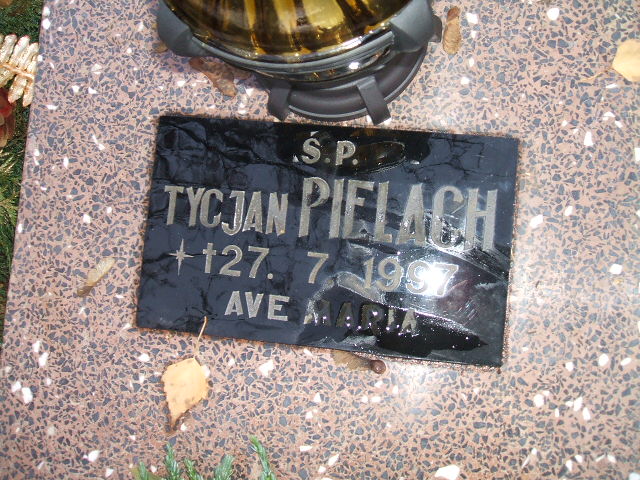 S.P.
TYCJAN PIELACH
*†27. 7. 1997
AVE MARIA